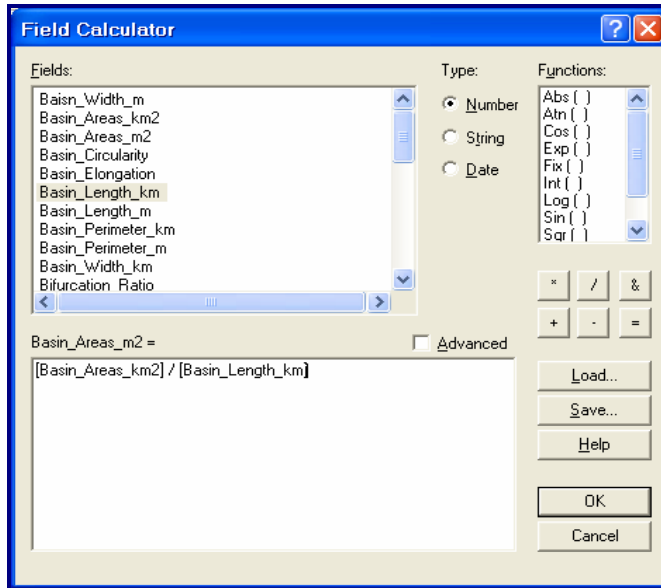 Field Calculator
Fields:
Baisn_Width_m
Basin_Areas_km2
Basin_Areas_m2
Basin_Circularity
Basin_Elongation
Basin_Length_km
Basin_Length_m
Basin_Perimeter_km
Basin_Perimeter_m
Basin_Width_km
Bifurcation_Ratio
Type:
Number
String
Date
Functions:
Abs ( )
Atn ( )
Cos ( )
Exp ( )
Fix ( )
Int ( )
Log ( )
Sin ( )
Sqr ( )
* / &
+ - =
Basin_Areas_m2 =
Advanced
[Basin_Areas_km2] / [Basin_Length_km]
Load...
Save...
Help
OK
Cancel